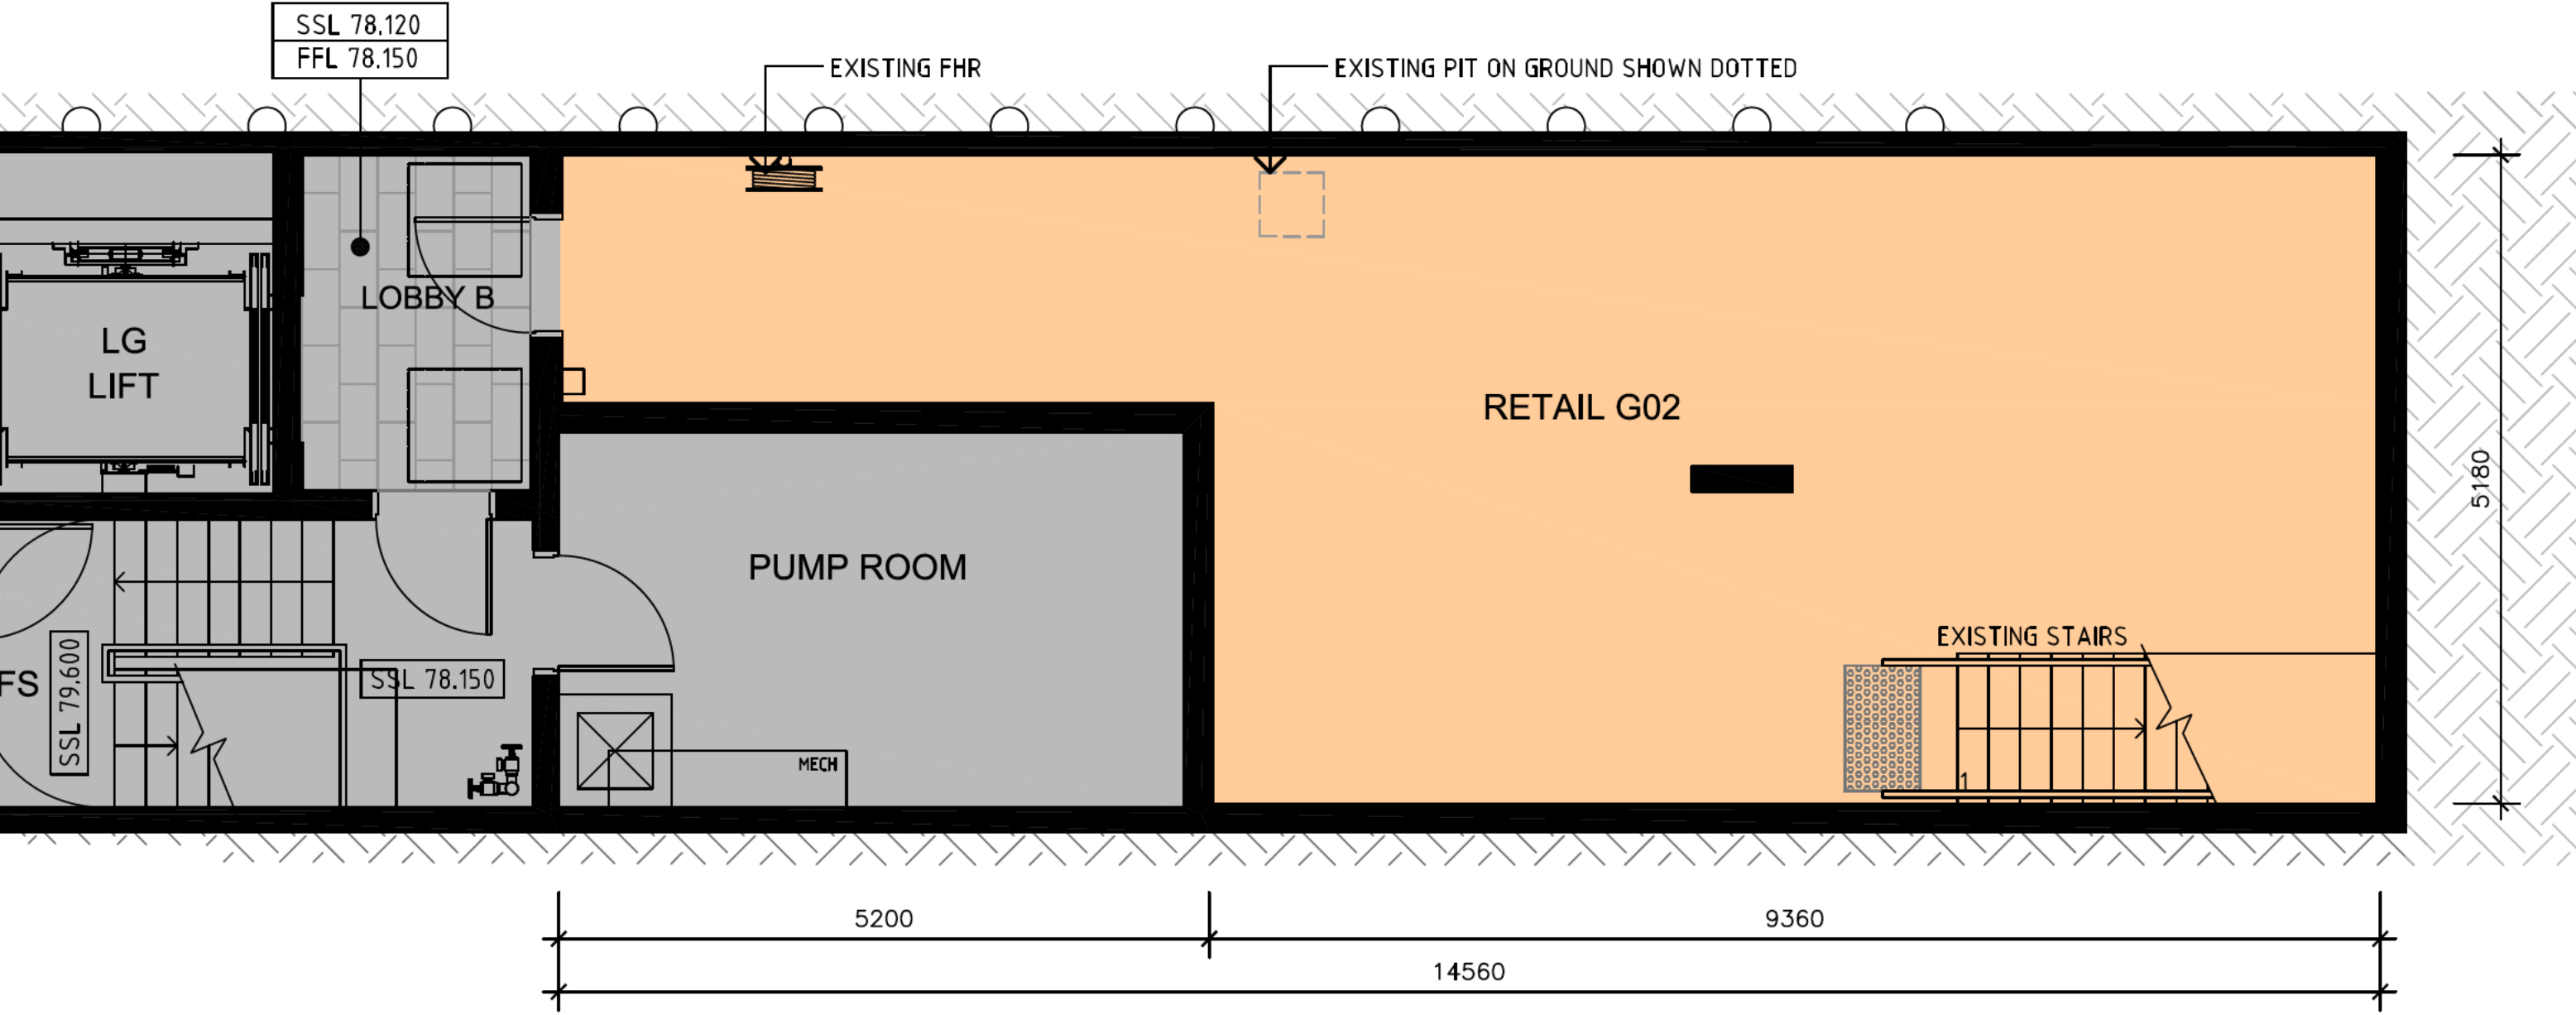 SSL 78.120
FFL 78.150
EXISTING FHR
EXISTING PIT ON GROUND SHOWN DOTTED
LOBBY B
LG
LIFT
RETAIL G02
5180
PUMP ROOM
EXISTING STAIRS
FS
SSL 79.600
SSL 78.150
MECH
1
5200
9360
14560